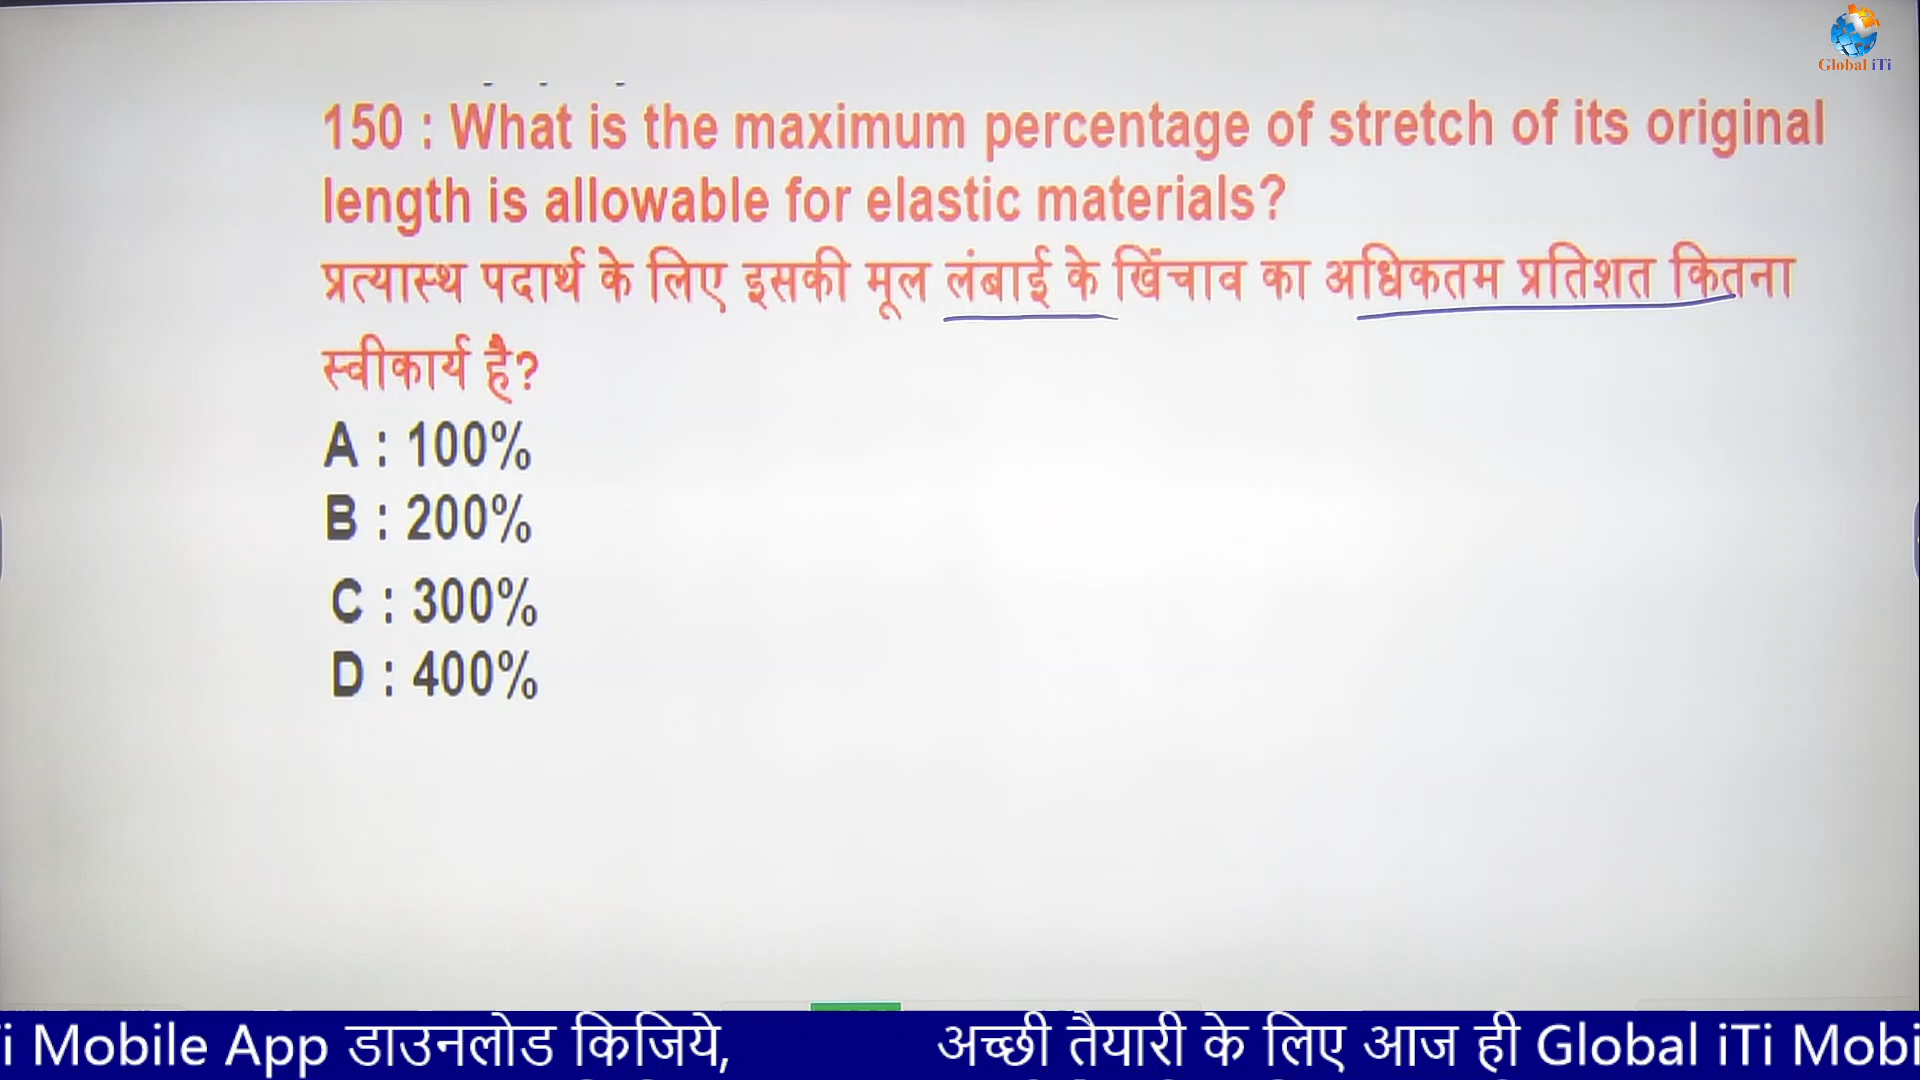 Global iTi
150 : What is the maximum percentage of stretch of its original
length is allowable for elastic materials?
प्रत्यास्थ पदार्थ के लिए इसकी मूल लंबाई के खिंचाव का अधिकतम प्रतिशत कितना
स्वीकार्य है?
A : 100%
B : 200%
C : 300%
D : 400%
i Mobile App डाउनलोड किजिये, अच्छी तैयारी के लिए आज ही Global iTi Mobi